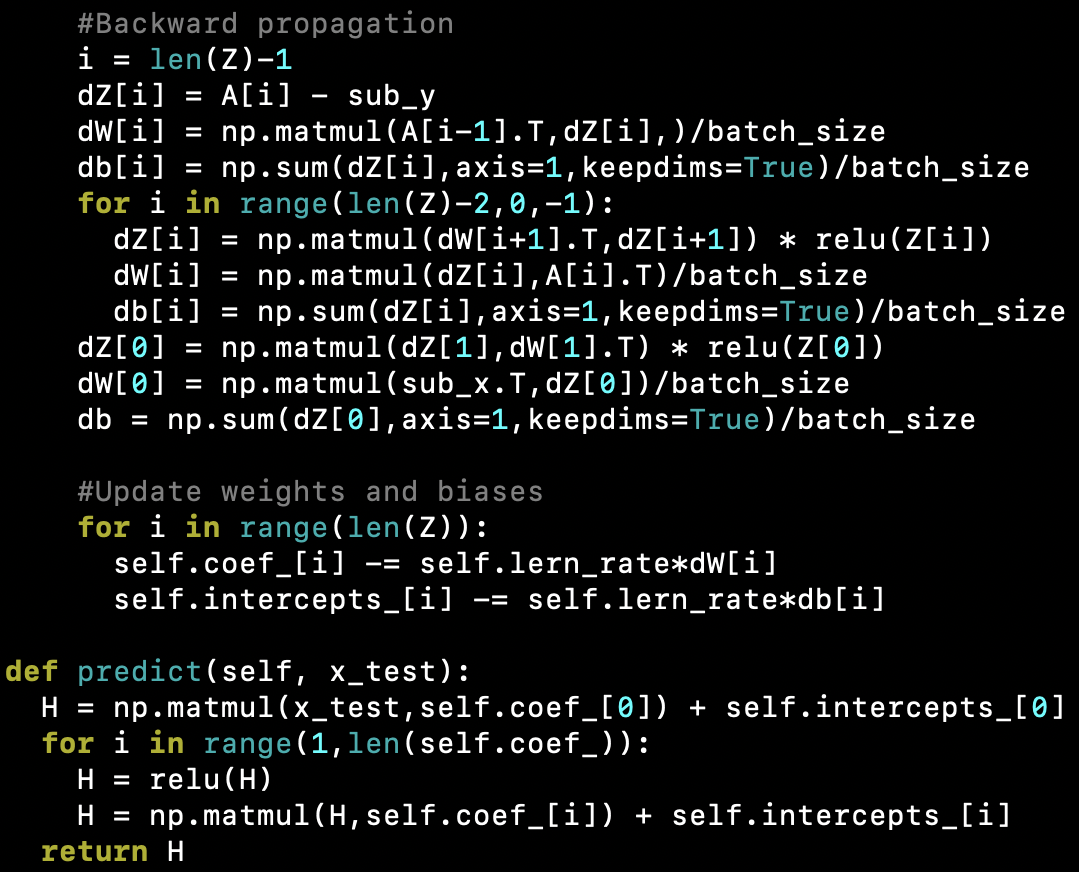 #Backward propagation
i = len(Z)-1
dZ[i] = A[i] - sub_y
dW[i] = np.matmul(A[i-1].T,dZ[i],)/batch_size
db[i] = np.sum(dZ[i],axis=1,keepdims=True)/batch_size
for i in range(len(Z)-2,0,-1):
dZ[i] = np.matmul(dW[i+1].T,dZ[i+1]) * relu(Z[i])
dW[i] = np.matmul(dZ[i],A[i].T)/batch_size
db[i] = np.sum(dZ[i],axis=1,keepdims=True)/batch_size
dZ[0] = np.matmul(dZ[1],dW[1].T) * relu(Z[0])
dW[0] = np.matmul(sub_x.T,dZ[0])/batch_size
db = np.sum(dZ[0],axis=1,keepdims=True)/batch_size
#Update weights and biases
for i in range(len(Z)):
self.coef_[i] -= self.lern_rate*dW[i]
self.intercepts_[i] -= self.lern_rate*db[i]
def predict(self, x_test):
H = np.matmul(x_test,self.coef_[0]) + self.intercepts_[0]
for i in range(1,len(self.coef_)):
H = relu(H)
H = np.matmul(H,self.coef_[i]) + self.intercepts_[i]
return H